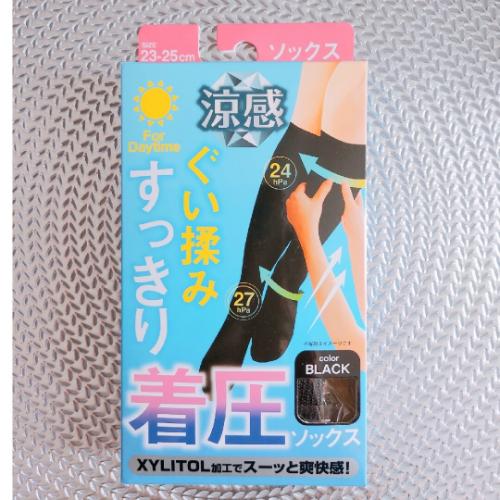 SIZE
23-25cm
ソックス
涼感
For
Daytime
ぐい揉み
すっきり
24
hPa
27
hPa
color
BLACK
着圧
ソックス
XYLITOL加工でスーッと爽快感!